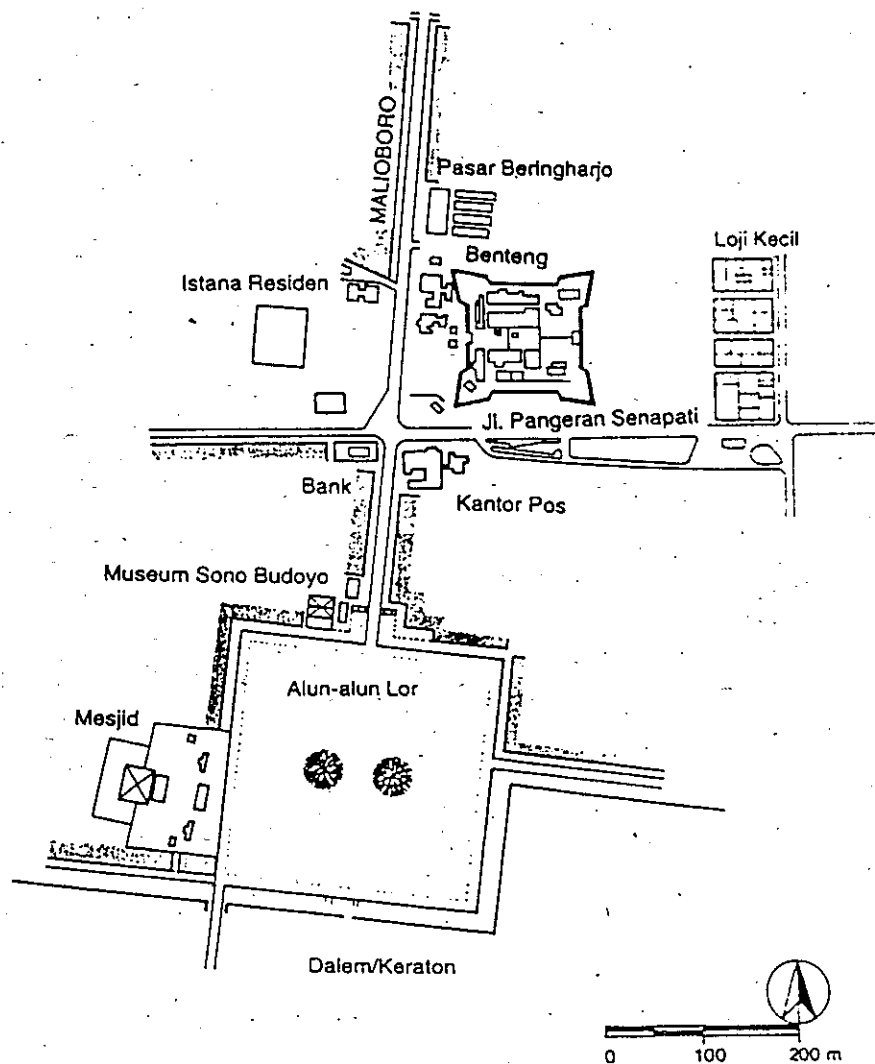 MALIOBORO
Pasar Beringharjo
Benteng
Loji Kecil
Istana Residen
Jl. Pangeran Senapati
Bank
Kantor Pos
Museum Sono Budoyo
Alun-alun Lor
Mesjid
Dalem/Keraton
0 100 200 m